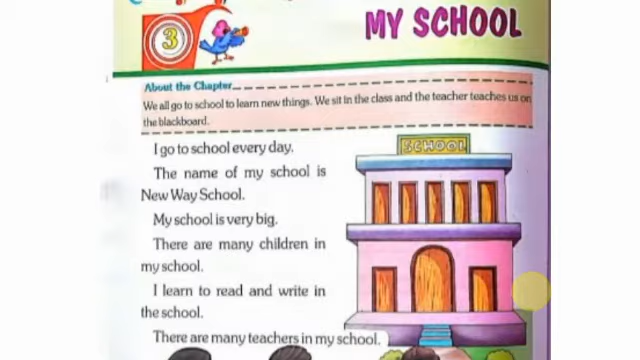 3
MY SCHOOL
About the Chapter
We all go to school to learn new things. We sit in the class and the teacher teaches us on
the blackboard.
SCHOOL
I go to school every day.
The name of my school is
New Way School.
My school is very big.
There are many children in
my school.
I learn to read and write in
the school.
There are many teachers in my school.